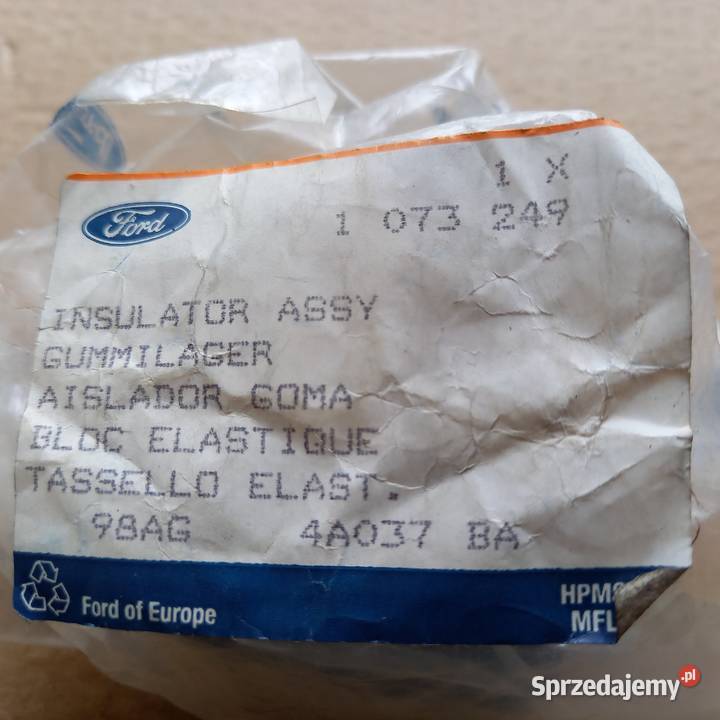 1 X
Ford
1 073 249
INSULATOR ASSY
GUMMILAGER
AISLADOR GOMA
BLOC ELASTIQUE
TASSELLO ELAST.
98AG 4A037 BA
Ford of Europe
MFL
Sprzedajemy.pl